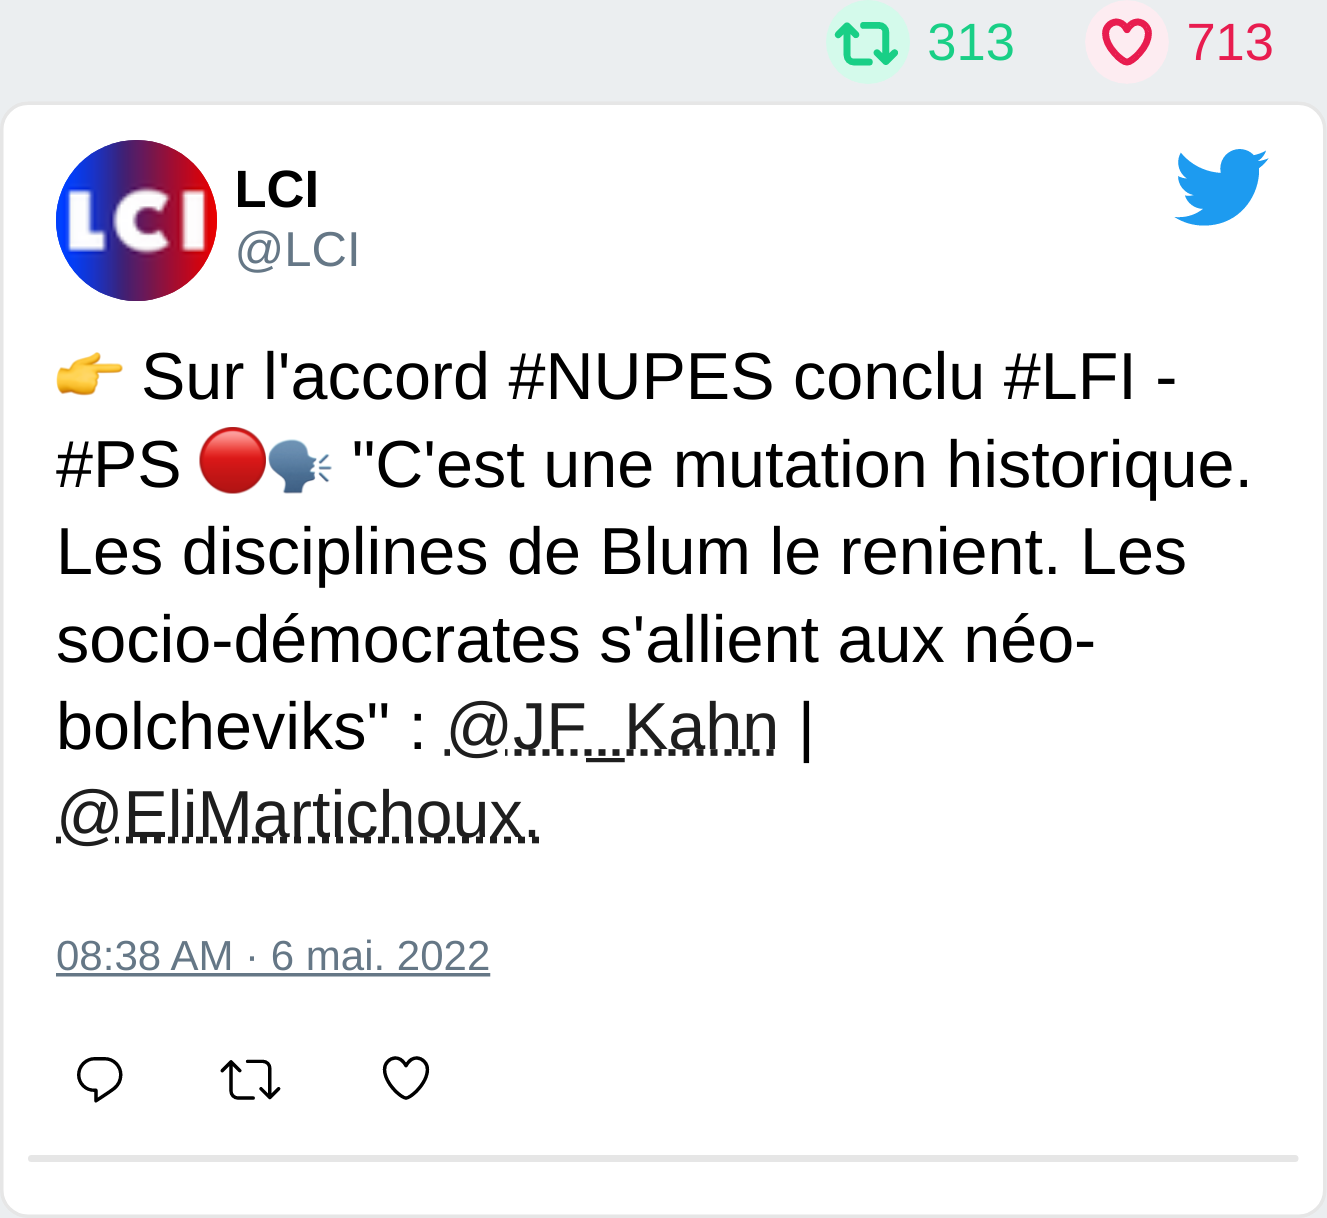 313 713
LCI
LCI
@LCI
👉 Sur l'accord #NUPES conclu #LFI -
#PS 🔴🗣 "C'est une mutation historique.
Les disciplines de Blum le renient. Les
socio-démocrates s'allient aux néo-
bolcheviks" : @JF_Kahn |
@EliMartichoux.
08:38 AM · 6 mai. 2022